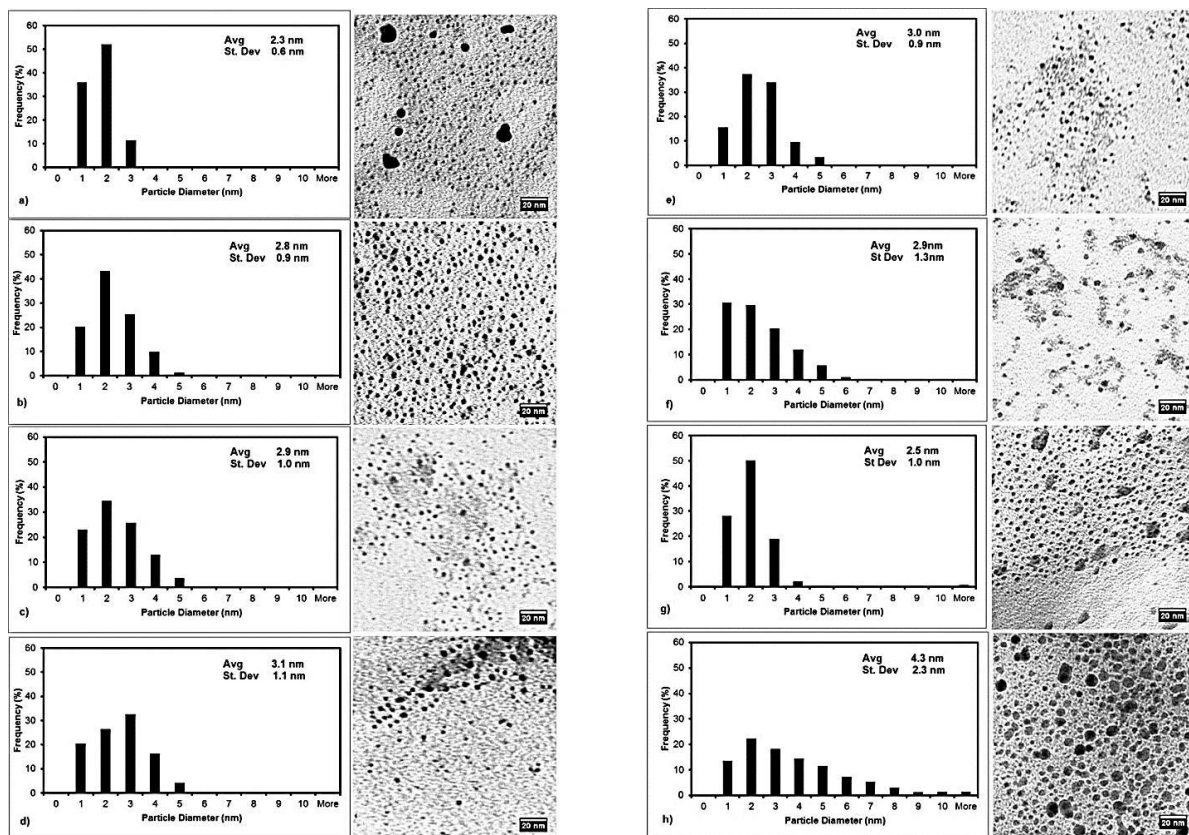 60
50
40
30
20
10
0
Frequency (%)
Avg 2.3 nm
St. Dev 0.6 nm
0 1 2 3 4 5 6 7 8 9 10 More
Particle Diameter (nm)
a)
20 nm
60
50
40
30
20
10
0
Frequency (%)
Avg 2.8 nm
St. Dev 0.9 nm
0 1 2 3 4 5 6 7 8 9 10 More
Particle Diameter (nm)
b)
20 nm
60
50
40
30
20
10
0
Frequency (%)
Avg 2.9 nm
St. Dev 1.0 nm
0 1 2 3 4 5 6 7 8 9 10 More
Particle Diameter (nm)
c)
20 nm
60
50
40
30
20
10
0
Frequency (%)
Avg 3.1 nm
St. Dev 1.1 nm
0 1 2 3 4 5 6 7 8 9 10 More
Particle Diameter (nm)
d)
20 nm
60
50
40
30
20
10
0
Frequency (%)
Avg 3.0 nm
St. Dev 0.9 nm
0 1 2 3 4 5 6 7 8 9 10 More
Particle Diameter (nm)
e)
20 nm
60
50
40
30
20
10
0
Frequency (%)
Avg 2.9nm
St Dev 1.3nm
0 1 2 3 4 5 6 7 8 9 10 More
Particle Diameter (nm)
f)
20 nm
60
50
40
30
20
10
0
Frequency (%)
Avg 2.5 nm
St Dev 1.0 nm
0 1 2 3 4 5 6 7 8 9 10 More
Particle Diameter (nm)
g)
20 nm
60
50
40
30
20
10
0
Frequency (%)
Avg 4.3 nm
St. Dev 2.3 nm
0 1 2 3 4 5 6 7 8 9 10 More
Particle Diameter (nm)
h)
20 nm